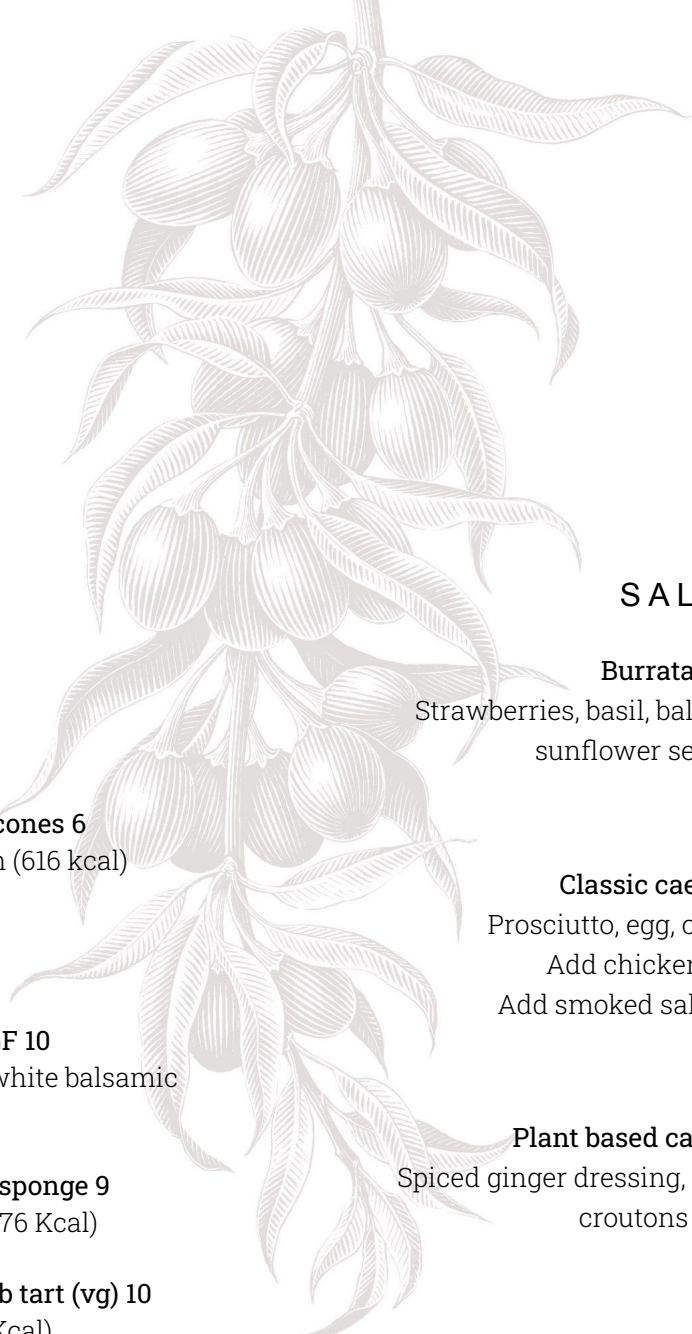 cones 6
(616 kcal)
F 10
white balsamic
sponge 9
76 Kcal)
tart (vg) 10
Kcal)
SAL
Burrata
Strawberries, basil, bal
sunflower se
Classic cae
Prosciutto, egg, c
Add chicken
Add smoked sal
Plant based ca
Spiced ginger dressing,
croutons